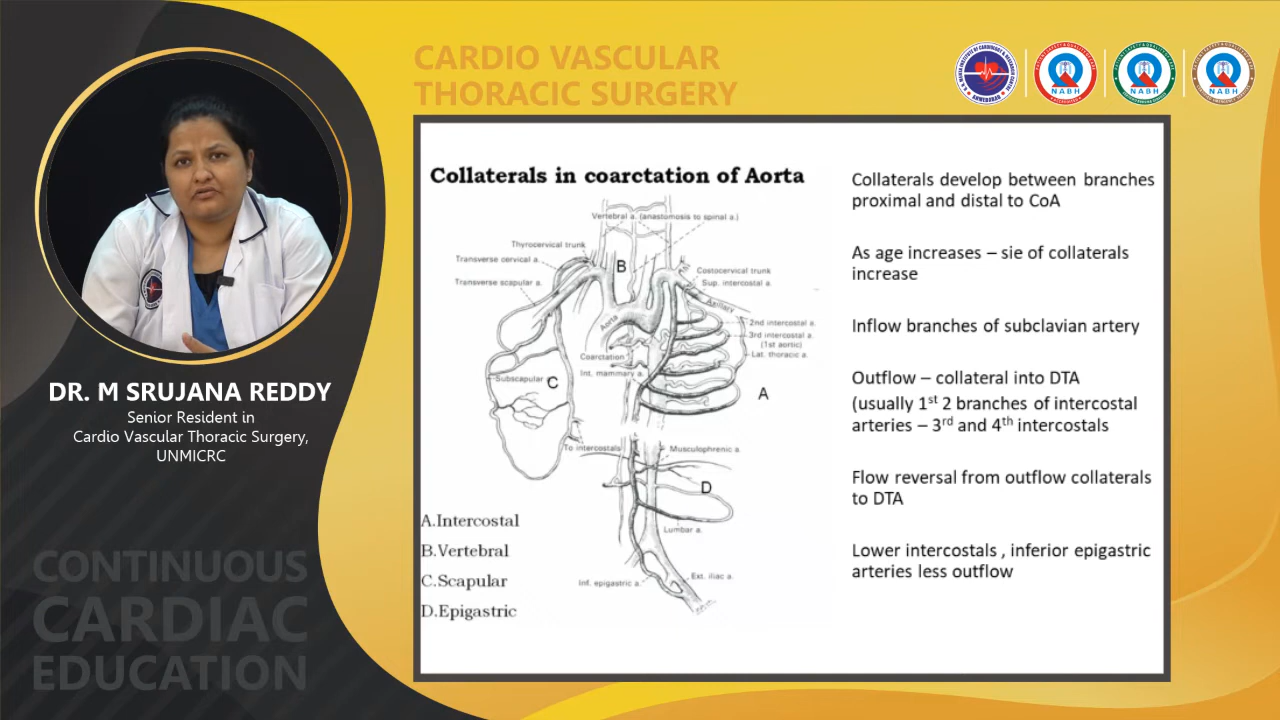 CARDIO VASCULAR
THORACIC SURGERY
NABH
NABH
NABH
DR. M SRUJANA REDDY
Senior Resident in
Cardio Vascular Thoracic Surgery,
UNMICRC
CONTINUOUS
CARDIAC
EDUCATION
Collaterals in coarctation of Aorta
Vertebral a. (anastomosis to spinal a.)
Thyrocervical trunk
Transverse cervical a.
Transverse scapular a.
B
Costocervical trunk
Sup. intercostal a.
Axillary
Aorta
2nd intercostal a.
3rd intercostal a.
(1st aortic)
Lat. thoracic a.
Coarctation
Int. mammary a.
Subscapular
C
A
To intercostals
Musculophrenic a.
D
Lumbar a.
Inf. epigastric a.
Ext. iliac a.
A.Intercostal
B.Vertebral
C.Scapular
D.Epigastric
Collaterals develop between branches
proximal and distal to CoA
As age increases – sie of collaterals
increase
Inflow branches of subclavian artery
Outflow – collateral into DTA
(usually 1st 2 branches of intercostal
arteries – 3rd and 4th intercostals
Flow reversal from outflow collaterals
to DTA
Lower intercostals , inferior epigastric
arteries less outflow